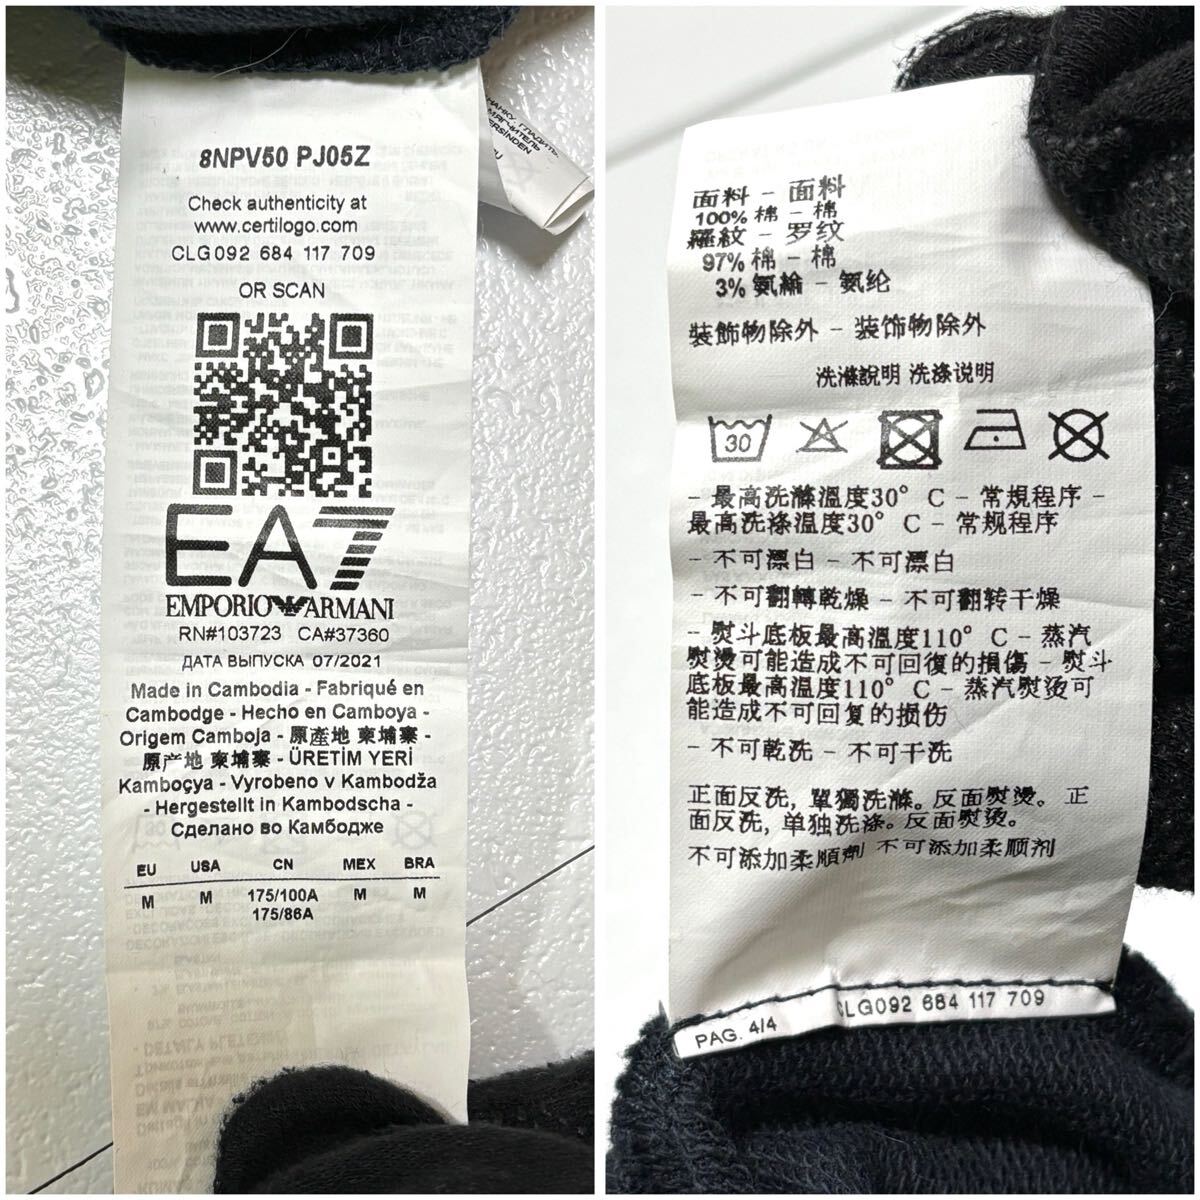 8NPV50 PJ05Z
Check authenticity at
www.certilogo.com
CLG092 684 117 709
OR SCAN
EA7
EMPORIO ARMANI
RN#103723 CA#37360
ДАТА ВЫПУСКА 07/2021
Made in Cambodia - Fabriqué en
Cambodge - Hecho en Camboya -
Origem Camboja - 原產地 柬埔寨 -
原产地 柬埔寨 - ÜRETİM YERİ
Kamboçya - Vyrobeno v Kambodža
- Hergestellt in Kambodscha -
Сделано во Камбодже
EU USA CN MEX BRA
M M 175/100A M M
175/86A
面料 - 面料
100% 棉 - 棉
羅紋 - 罗纹
97% 棉 - 棉
3% 氨綸 - 氨纶
装飾物除外 - 装饰物除外
洗滌說明 洗涤说明
30
- 最高洗滌溫度30° C - 常規程序 -
最高洗涤温度30° C - 常规程序
- 不可漂白 - 不可漂白
- 不可翻轉乾燥 - 不可翻转干燥
- 熨斗底板最高溫度110° C - 蒸汽
熨燙可能造成不可回復的損傷 - 熨斗
底板最高温度110° C - 蒸汽熨烫可
能造成不可回复的损伤
- 不可乾洗 - 不可干洗
正面反洗, 單獨洗滌。反面熨燙。 正
面反洗, 单独洗涤。反面熨烫。
不可添加柔順劑 不可添加柔顺剂
PAG. 4/4
CLG092 684 117 709